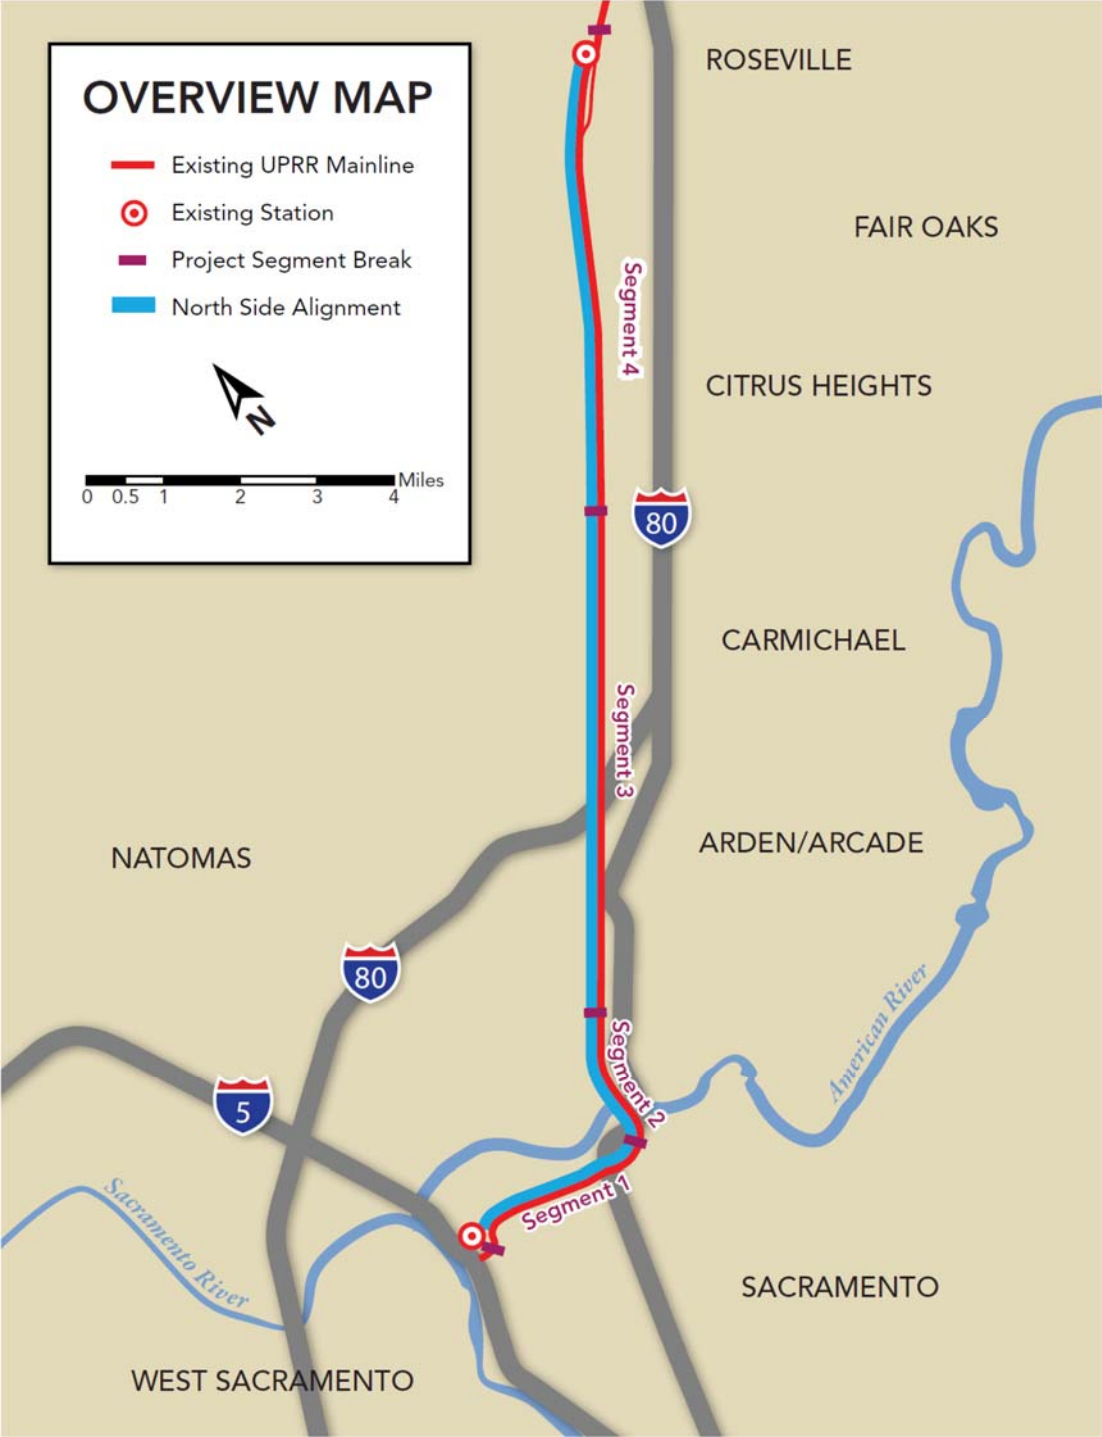 OVERVIEW MAP
Existing UPRR Mainline
Existing Station
Project Segment Break
North Side Alignment
N
Miles
0 0.5 1 2 3 4
ROSEVILLE
FAIR OAKS
Segment 4
CITRUS HEIGHTS
80
CARMICHAEL
Segment 3
ARDEN/ARCADE
NATOMAS
80
American River
Segment 2
5
Segment 1
Sacramento River
SACRAMENTO
WEST SACRAMENTO